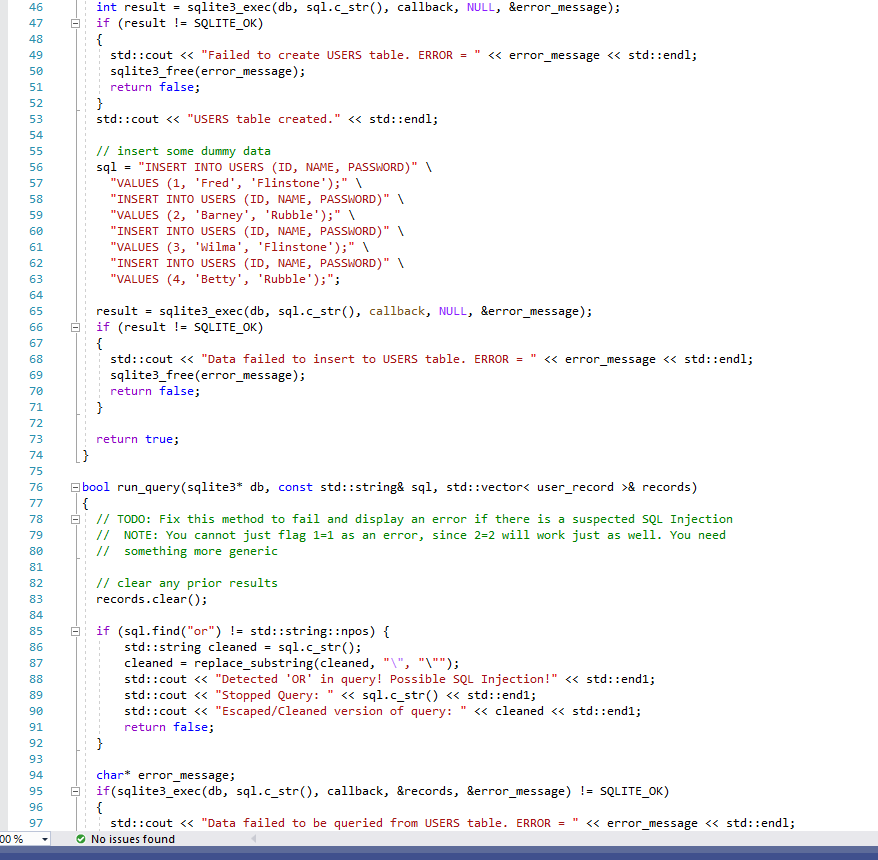 46 int result = sqlite3_exec(db, sql.c_str(), callback, NULL, &error_message);
47 if (result != SQLITE_OK)
48 {
49 std::cout << "Failed to create USERS table. ERROR = " << error_message << std::endl;
50 sqlite3_free(error_message);
51 return false;
52 }
53 std::cout << "USERS table created." << std::endl;
54
55 // insert some dummy data
56 sql = "INSERT INTO USERS (ID, NAME, PASSWORD)" \
57 "VALUES (1, 'Fred', 'Flinstone');" \
58 "INSERT INTO USERS (ID, NAME, PASSWORD)" \
59 "VALUES (2, 'Barney', 'Rubble');" \
60 "INSERT INTO USERS (ID, NAME, PASSWORD)" \
61 "VALUES (3, 'Wilma', 'Flinstone');" \
62 "INSERT INTO USERS (ID, NAME, PASSWORD)" \
63 "VALUES (4, 'Betty', 'Rubble');";
64
65 result = sqlite3_exec(db, sql.c_str(), callback, NULL, &error_message);
66 if (result != SQLITE_OK)
67 {
68 std::cout << "Data failed to insert to USERS table. ERROR = " << error_message << std::endl;
69 sqlite3_free(error_message);
70 return false;
71 }
72
73 return true;
74 }
75
76 bool run_query(sqlite3* db, const std::string& sql, std::vector< user_record >& records)
77 {
78 // TODO: Fix this method to fail and display an error if there is a suspected SQL Injection
79 //  NOTE: You cannot just flag 1=1 as an error, since 2=2 will work just as well. You need
80 //  something more generic
81
82 // clear any prior results
83 records.clear();
84
85 if (sql.find("or") != std::string::npos) {
86 std::string cleaned = sql.c_str();
87 cleaned = replace_substring(cleaned, "\", "\"");
88 std::cout << "Detected 'OR' in query! Possible SQL Injection!" << std::end1;
89 std::cout << "Stopped Query: " << sql.c_str() << std::end1;
90 std::cout << "Escaped/Cleaned version of query: " << cleaned << std::end1;
91 return false;
92 }
93
94 char* error_message;
95 if(sqlite3_exec(db, sql.c_str(), callback, &records, &error_message) != SQLITE_OK)
96 {
97 std::cout << "Data failed to be queried from USERS table. ERROR = " << error_message << std::endl;
00 % No issues found